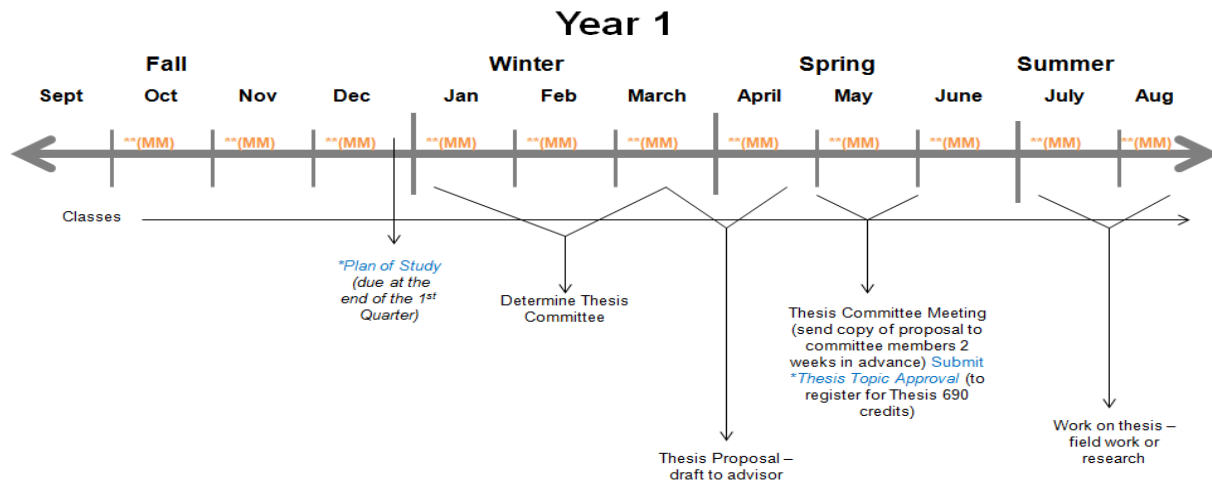 Year 1
Fall Winter Spring Summer
Sept Oct Nov Dec Jan Feb March April May June July Aug
**(MM) **(MM) **(MM) **(MM) **(MM) **(MM) **(MM) **(MM) **(MM) **(MM) **(MM)
Classes
*Plan of Study
(due at the
end of the 1st
Quarter)
Determine Thesis
Committee
Thesis Proposal –
draft to advisor
Thesis Committee Meeting
(send copy of proposal to
committee members 2
weeks in advance) Submit
*Thesis Topic Approval (to
register for Thesis 690
credits)
Work on thesis –
field work or
research